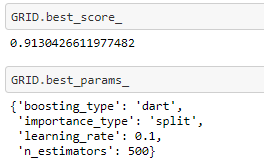 GRID.best_score_
0.9130426611977482
GRID.best_params_
{'boosting_type': 'dart',
 'importance_type': 'split',
 'learning_rate': 0.1,
 'n_estimators': 500}